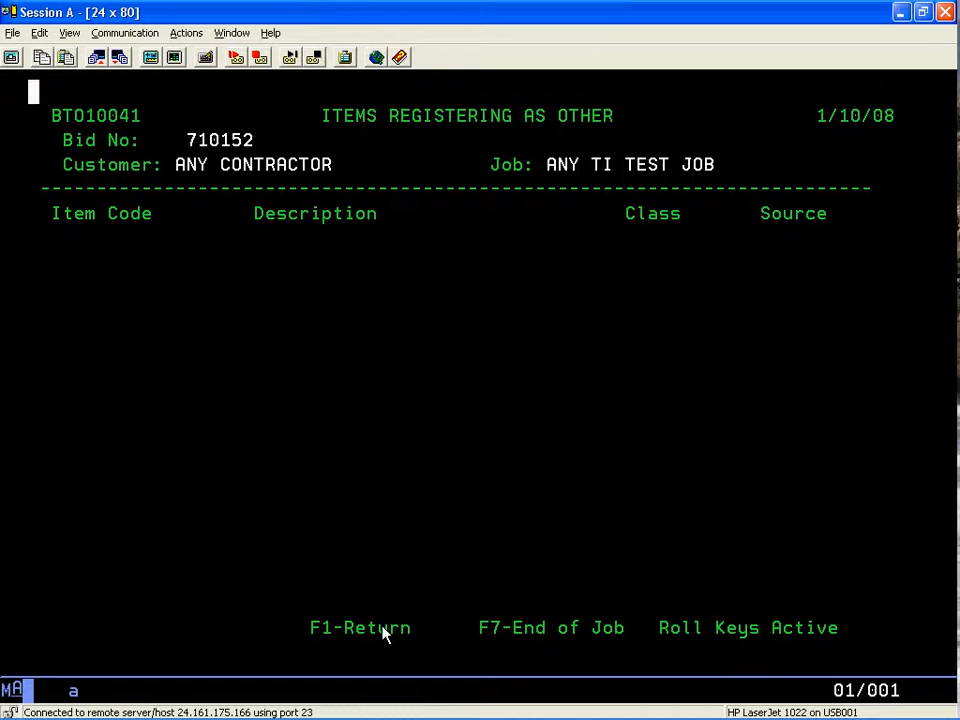 Session A - [24 x 80]
File Edit View Communication Actions Window Help
BTO10041 ITEMS REGISTERING AS OTHER 1/10/08
Bid No: 710152
Customer: ANY CONTRACTOR Job: ANY TI TEST JOB
--------------------------------------------------------------------------
Item Code Description Class Source
F1-Return F7-End of Job Roll Keys Active
MA a 01/001
Connected to remote server/host 24.161.175.166 using port 23 HP LaserJet 1022 on USB001